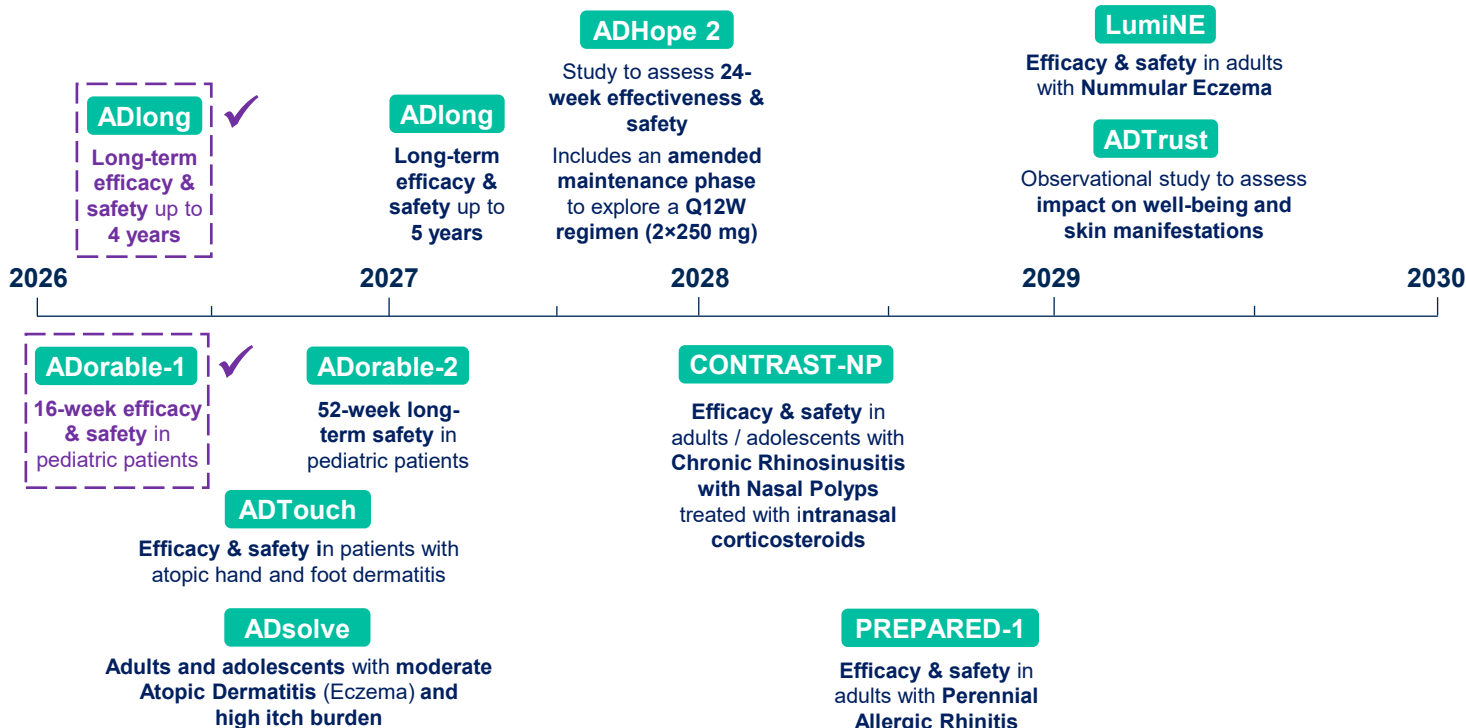 ADHope 2
Study to assess 24-
week effectiveness &
safety
Includes an amended
maintenance phase
to explore a Q12W
regimen (2×250 mg)
LumiNE
Efficacy & safety in adults
with Nummular Eczema
ADlong
Long-term
efficacy &
safety up to
4 years
ADlong
Long-term
efficacy &
safety up to
5 years
ADTrust
Observational study to assess
impact on well-being and
skin manifestations
2026
2027
2028
2029
2030
ADorable-1
16-week efficacy
& safety in
pediatric patients
ADorable-2
52-week long-
term safety in
pediatric patients
CONTRAST-NP
Efficacy & safety in
adults / adolescents with
Chronic Rhinosinusitis
with Nasal Polyps
treated with intranasal
corticosteroids
ADTouch
Efficacy & safety in patients with
atopic hand and foot dermatitis
ADsolve
Adults and adolescents with moderate
Atopic Dermatitis (Eczema) and
high itch burden
PREPARED-1
Efficacy & safety in
adults with Perennial
Allergic Rhinitis